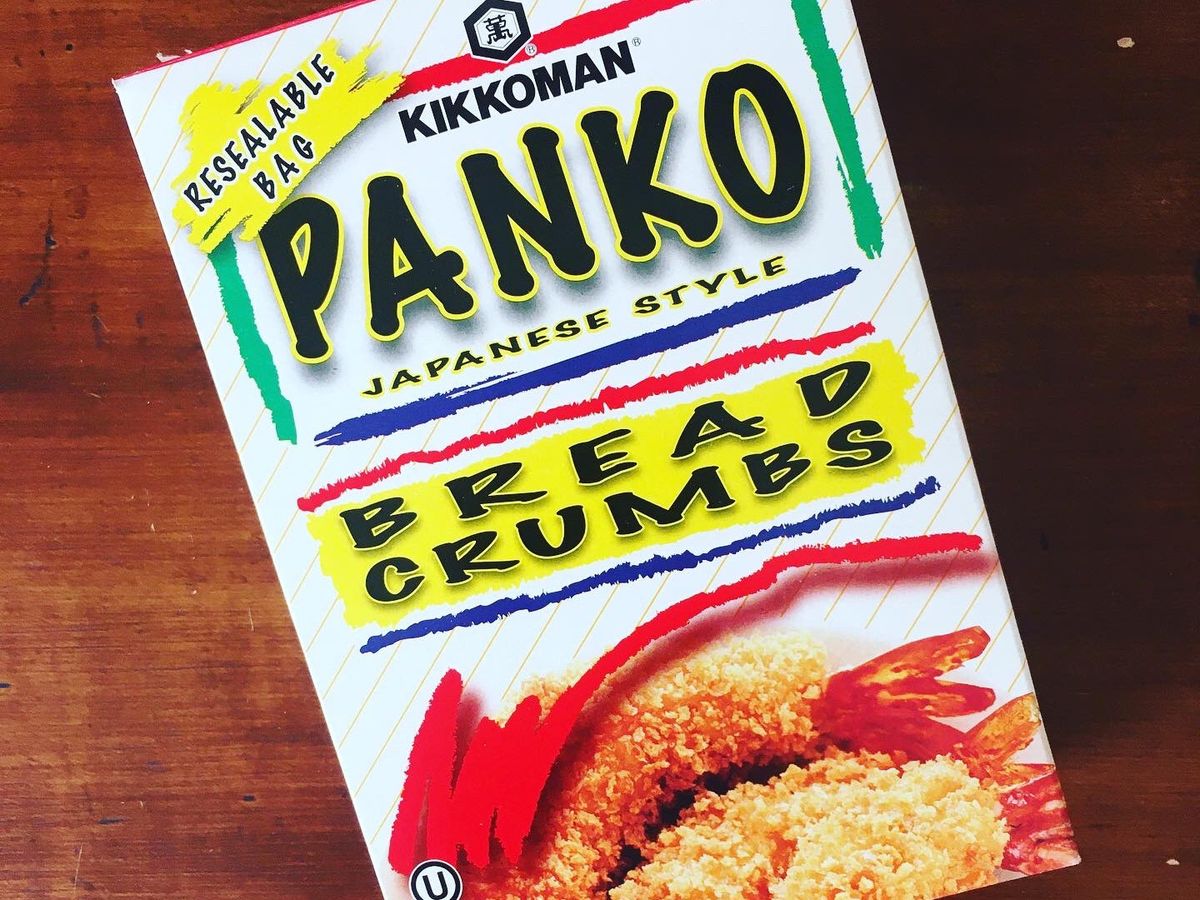 萬
KIKKOMAN®
RESEALABLE
BAG
PANKO
JAPANESE STYLE
BREAD
CRUMBS
U